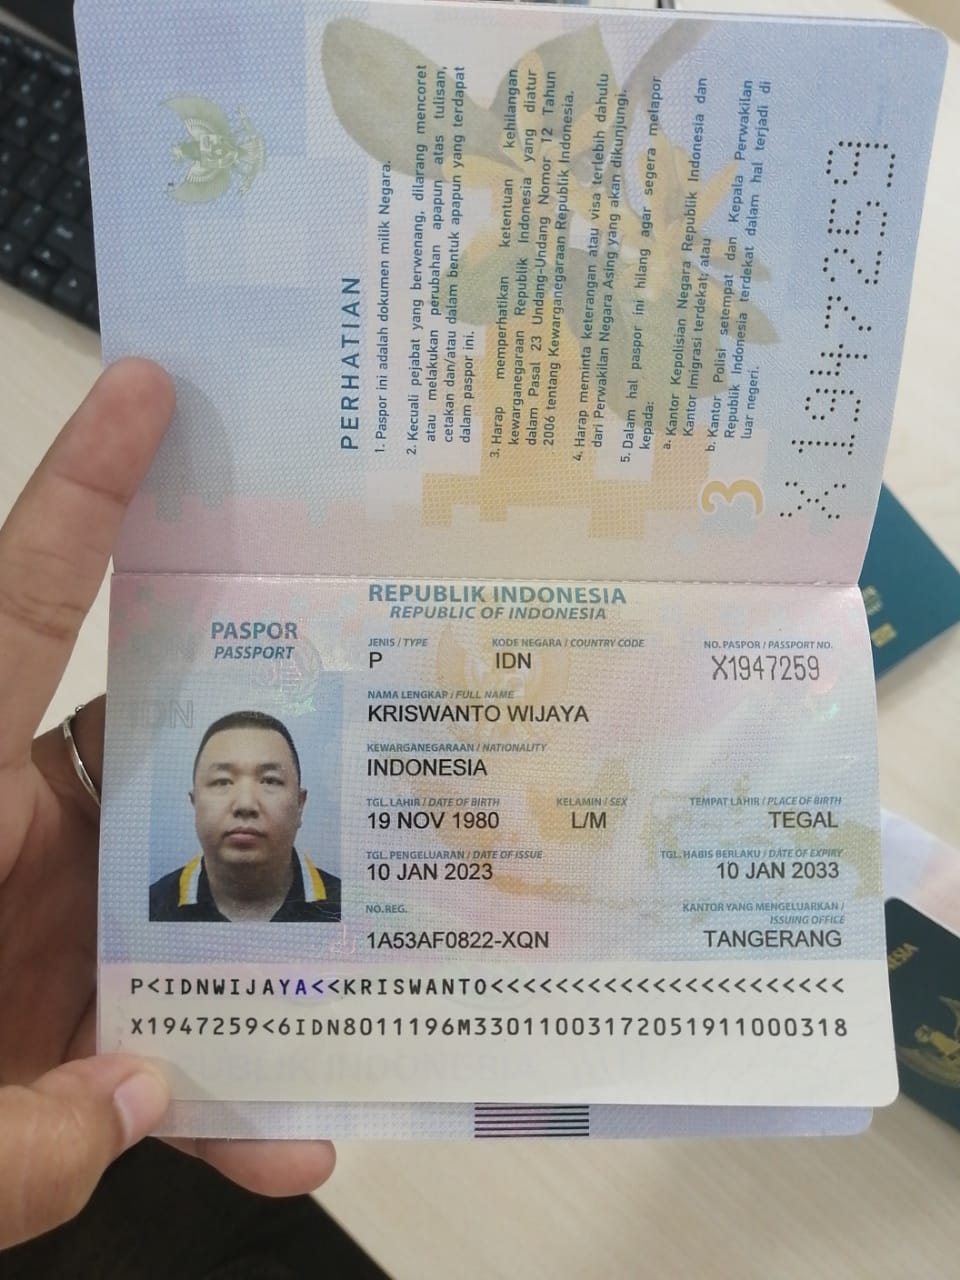 PERHATIAN
1. Paspor ini adalah dokumen milik Negara.
2. Kecuali pejabat yang berwenang, dilarang mencoret
atau melakukan perubahan apapun atas tulisan,
cetakan dan/atau dalam bentuk apapun yang terdapat
dalam paspor ini.
3. Harap memperhatikan ketentuan kehilangan
kewarganegaraan Republik Indonesia yang diatur
dalam Pasal 23 Undang-Undang Nomor 12 Tahun
2006 tentang Kewarganegaraan Republik Indonesia.
4. Harap meminta keterangan atau visa terlebih dahulu
dari Perwakilan Negara Asing yang akan dikunjungi.
5. Dalam hal paspor ini hilang agar segera melapor
kepada:
a. Kantor Kepolisian Negara Republik Indonesia dan
Kantor Imigrasi terdekat; atau
b. Kantor Polisi setempat dan Kepala Perwakilan
Republik Indonesia terdekat dalam hal terjadi di
luar negeri.
3
X1947259
REPUBLIK INDONESIA
REPUBLIC OF INDONESIA
PASPOR
PASSPORT
JENIS / TYPE KODE NEGARA / COUNTRY CODE NO. PASPOR / PASSPORT NO.
P IDN X1947259
NAMA LENGKAP / FULL NAME
KRISWANTO WIJAYA
KEWARGANEGARAAN / NATIONALITY
INDONESIA
TGL. LAHIR / DATE OF BIRTH KELAMIN / SEX TEMPAT LAHIR / PLACE OF BIRTH
19 NOV 1980 L/M TEGAL
TGL. PENGELUARAN / DATE OF ISSUE TGL. HABIS BERLAKU / DATE OF EXPIRY
10 JAN 2023 10 JAN 2033
NO.REG. KANTOR YANG MENGELUARKAN /
ISSUING OFFICE
1A53AF0822-XQN TANGERANG
P<IDNWIJAYA<<KRISWANTO<<<<<<<<<<<<<<<<<<<<<<
X1947259<6IDN8011196M3301100317205191100<<318